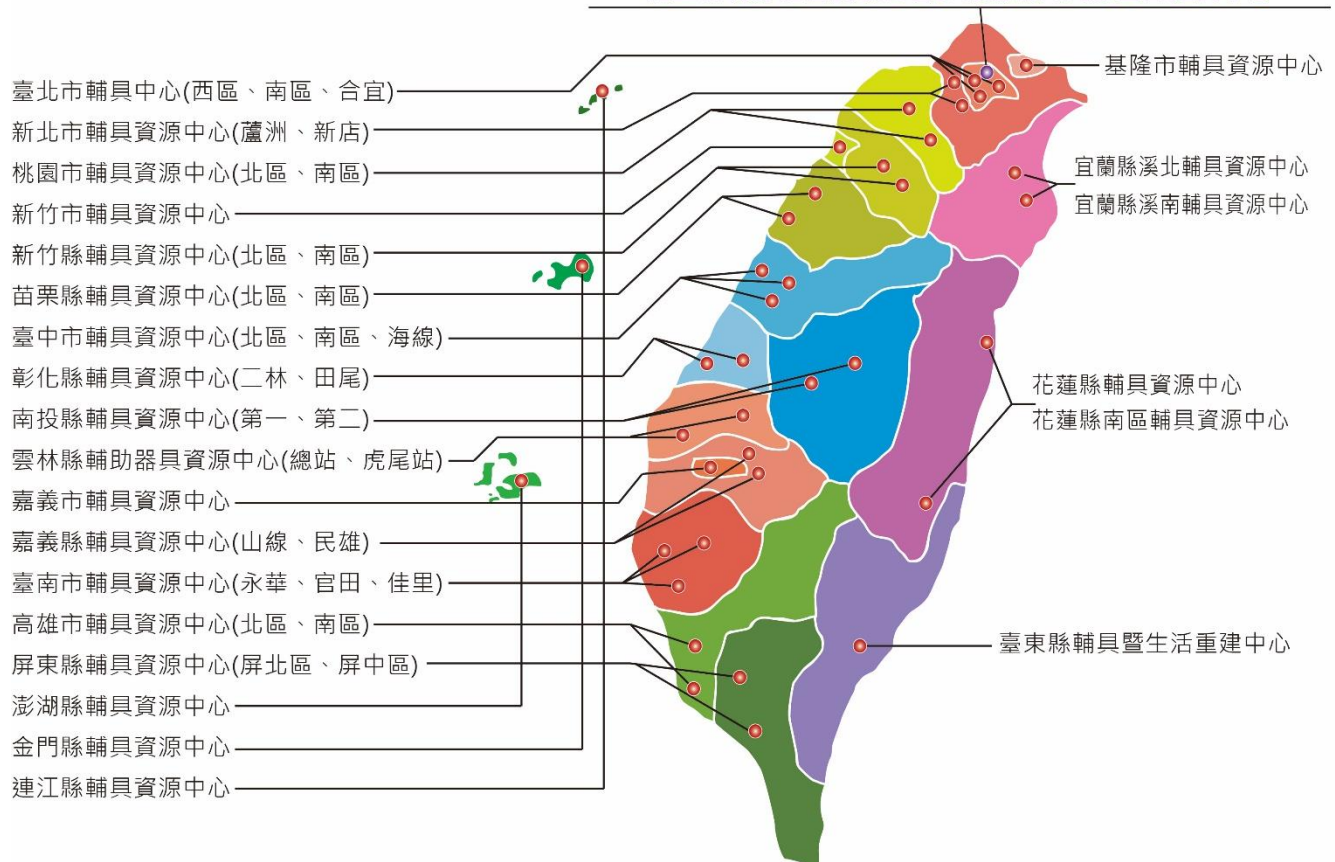 臺北市輔具中心(西區、南區、合宜)
新北市輔具資源中心(蘆洲、新店)
桃園市輔具資源中心(北區、南區)
新竹市輔具資源中心
新竹縣輔具資源中心(北區、南區)
苗栗縣輔具資源中心(北區、南區)
臺中市輔具資源中心(北區、南區、海線)
彰化縣輔具資源中心(二林、田尾)
南投縣輔具資源中心(第一、第二)
雲林縣輔助器具資源中心(總站、虎尾站)
嘉義市輔具資源中心
嘉義縣輔具資源中心(山線、民雄)
臺南市輔具資源中心(永華、官田、佳里)
高雄市輔具資源中心(北區、南區)
屏東縣輔具資源中心(屏北區、屏中區)
澎湖縣輔具資源中心
金門縣輔具資源中心
連江縣輔具資源中心
基隆市輔具資源中心
宜蘭縣溪北輔具資源中心
宜蘭縣溪南輔具資源中心
花蓮縣輔具資源中心
花蓮縣南區輔具資源中心
臺東縣輔具暨生活重建中心